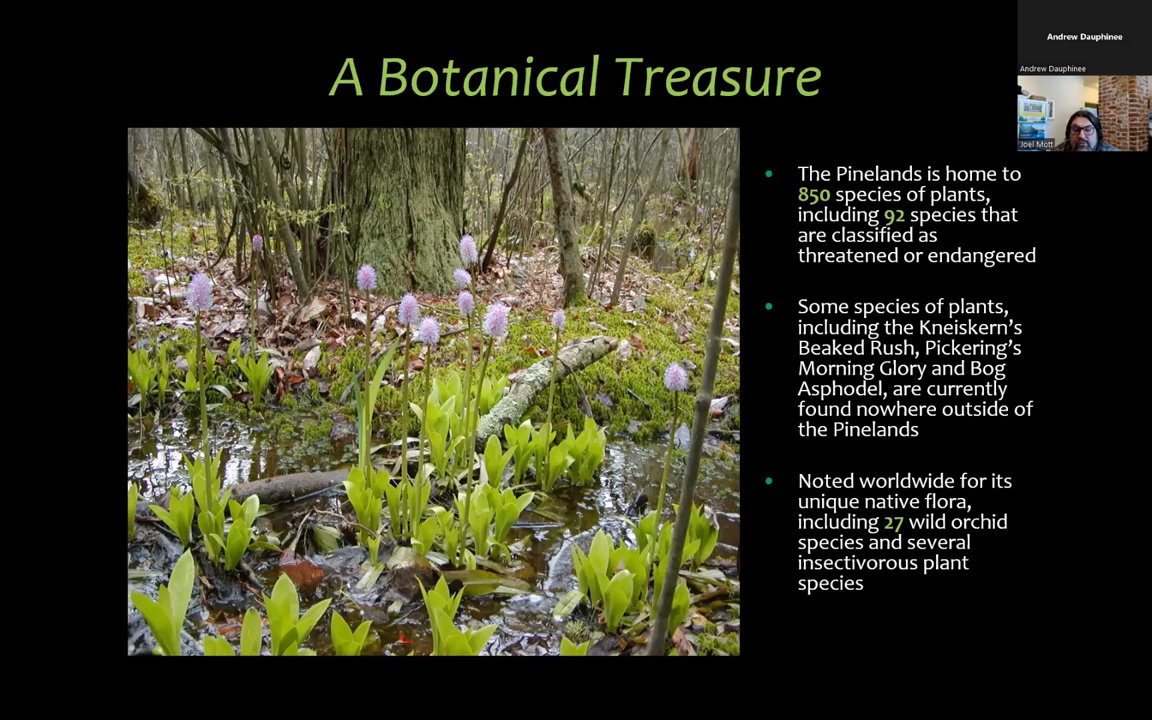 Andrew Dauphinee
Andrew Dauphinee
Joel Mott
A Botanical Treasure
The Pinelands is home to
850 species of plants,
including 92 species that
are classified as
threatened or endangered
Some species of plants,
including the Kneiskern's
Beaked Rush, Pickering's
Morning Glory and Bog
Asphodel, are currently
found nowhere outside of
the Pinelands
Noted worldwide for its
unique native flora,
including 27 wild orchid
species and several
insectivorous plant
species